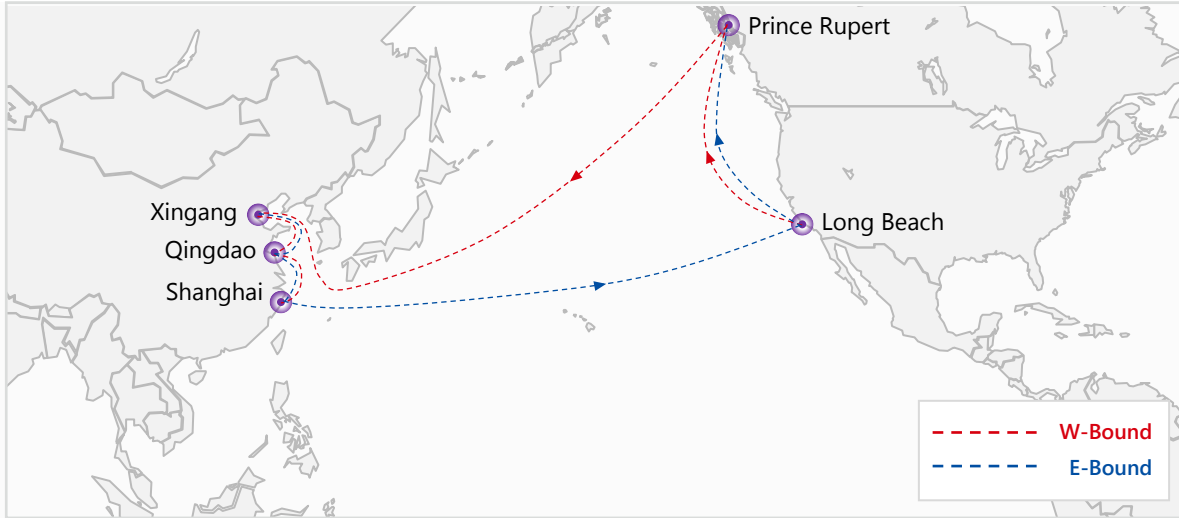 Prince Rupert
Xingang
Long Beach
Qingdao
Shanghai
W-Bound
E-Bound